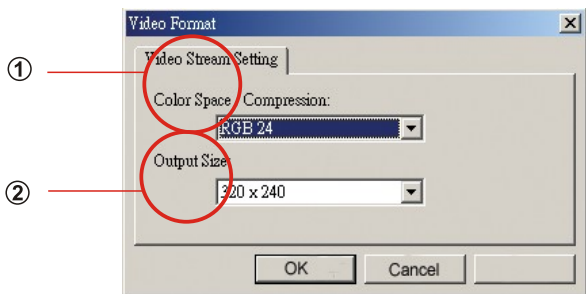 Video Format
Video Stream Setting
①
Color Space / Compression:
RGB 24
Output Size:
②
320 x 240
OK
Cancel